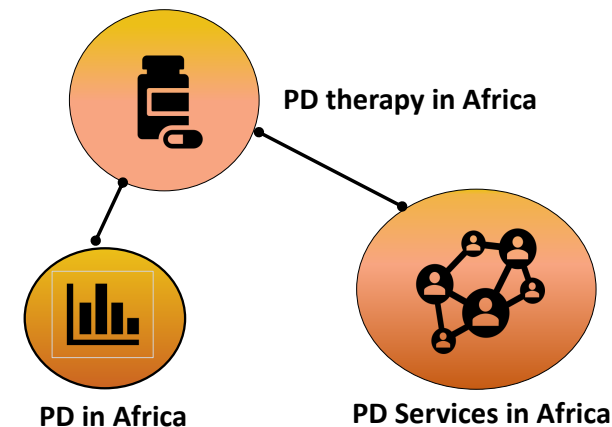 PD therapy in Africa
PD in Africa
PD Services in Africa